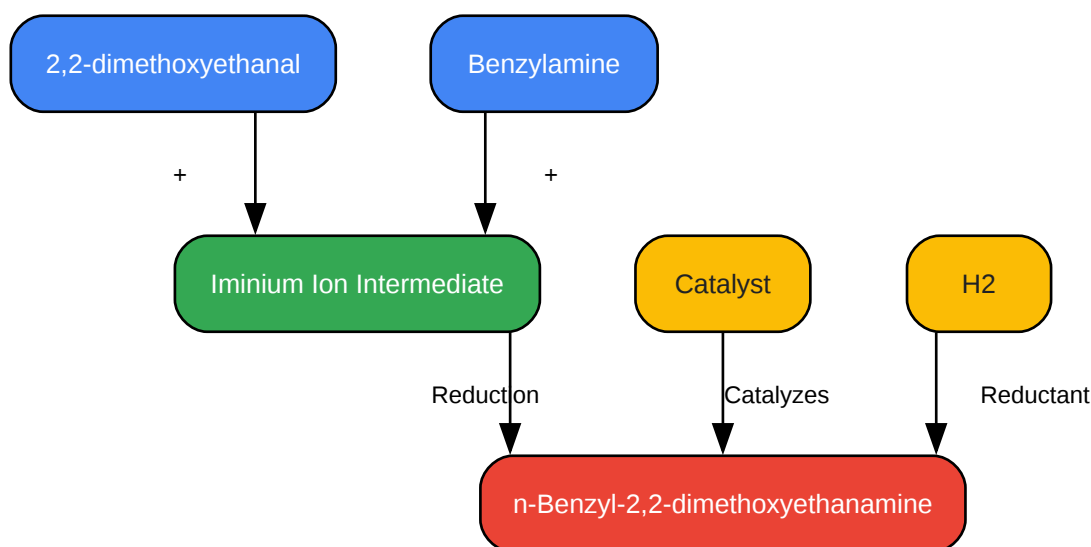 2,2-dimethoxyethanal
Benzylamine
+
+
Iminium Ion Intermediate
Catalyst
H2
Reduction
Catalyzes
Reductant
n-Benzyl-2,2-dimethoxyethanamine